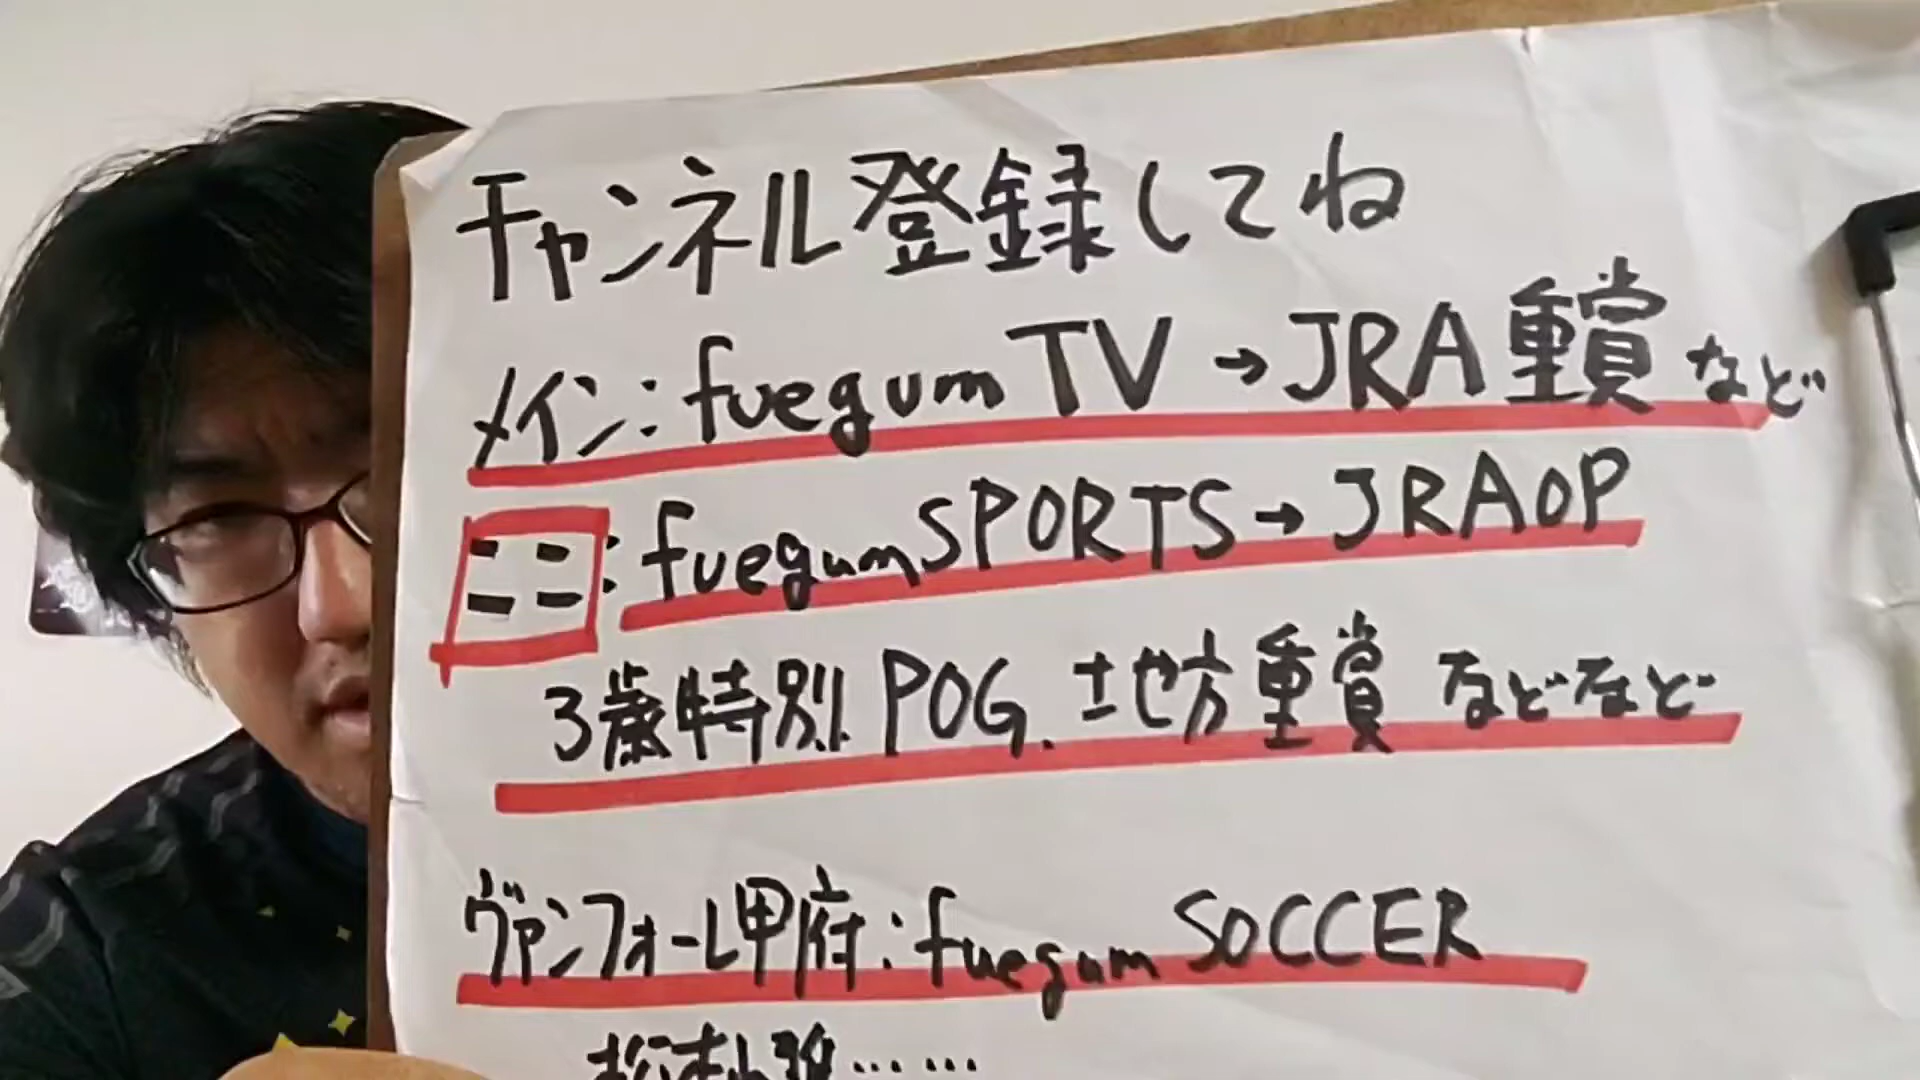 チャンネル登録してね
メイン:fuegumTV→JRA重賞など
ココ:fuegumSPORTS→JRAOP
3歳特別 POG、地方重賞 などなど
ヴァンフォーレ甲府:fuegumSOCCER